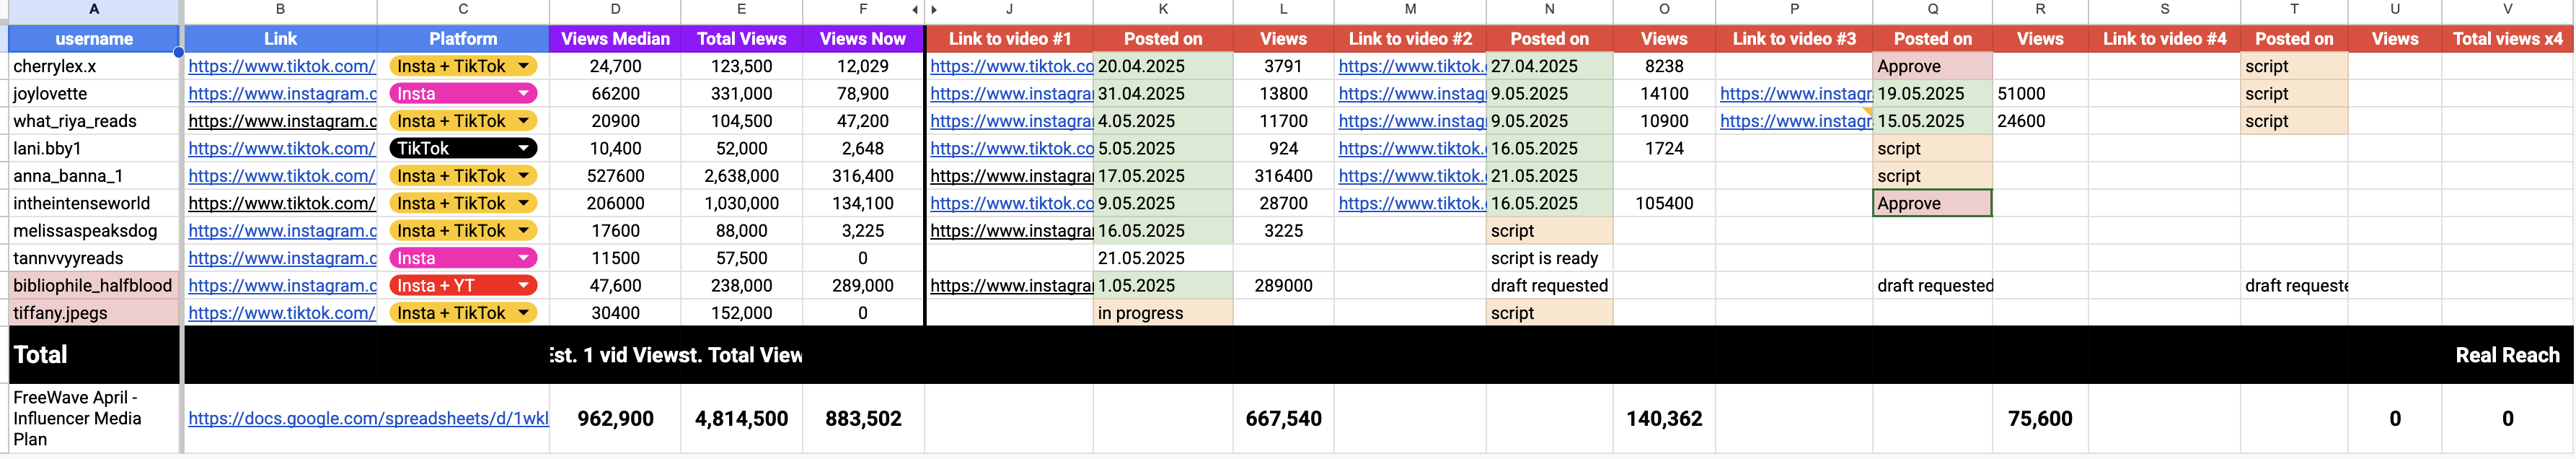 A B C D E F J K L M N O P Q R S T U V
username Link Platform Views Median Total Views Views Now Link to video #1 Posted on Views Link to video #2 Posted on Views Link to video #3 Posted on Views Link to video #4 Posted on Views Total views x4
cherrylex.x https://www.tiktok.com/ Insta + TikTok 24,700 123,500 12,029 https://www.tiktok.co 20.04.2025 3791 https://www.tiktok. 27.04.2025 8238 Approve script
joylovette https://www.instagram.c Insta 66200 331,000 78,900 https://www.instagra 31.04.2025 13800 https://www.instag 9.05.2025 14100 https://www.instagr 19.05.2025 51000 script
what_riya_reads https://www.instagram.c Insta + TikTok 20900 104,500 47,200 https://www.instagra 4.05.2025 11700 https://www.instag 9.05.2025 10900 https://www.instagr 15.05.2025 24600 script
lani.bby1 https://www.tiktok.com/ TikTok 10,400 52,000 2,648 https://www.tiktok.co 5.05.2025 924 https://www.tiktok. 16.05.2025 1724 script
anna_banna_1 https://www.tiktok.com/ Insta + TikTok 527600 2,638,000 316,400 https://www.instagra 17.05.2025 316400 https://www.tiktok. 21.05.2025 script
intheintenseworld https://www.tiktok.com/ Insta + TikTok 206000 1,030,000 134,100 https://www.tiktok.co 9.05.2025 28700 https://www.tiktok. 16.05.2025 105400 Approve
melissaspeaksdog https://www.instagram.c Insta + TikTok 17600 88,000 3,225 https://www.instagra 16.05.2025 3225 script
tannvvyyreads https://www.instagram.c Insta 11500 57,500 0 21.05.2025 script is ready
bibliophile_halfblood https://www.instagram.c Insta + YT 47,600 238,000 289,000 https://www.instagra 1.05.2025 289000 draft requested draft requested draft requeste
tiffany.jpegs https://www.tiktok.com/ Insta + TikTok 30400 152,000 0 in progress script
Total Est. 1 vid Views st. Total View Real Reach
FreeWave April -
Influencer Media
Plan
https://docs.google.com/spreadsheets/d/1wkl 962,900 4,814,500 883,502 667,540 140,362 75,600 0 0